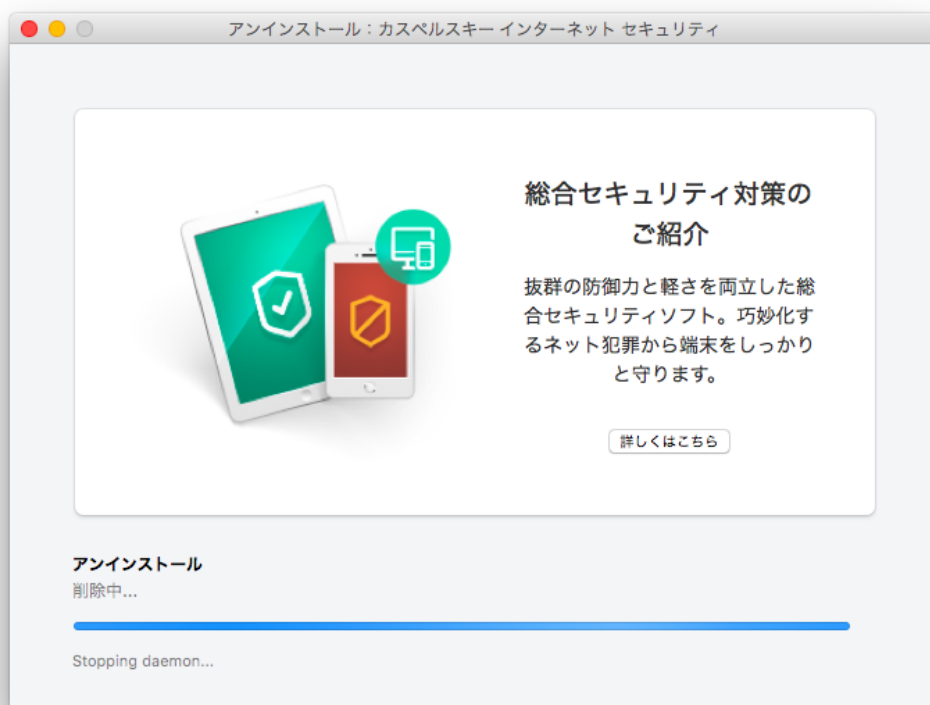 アンインストール：カスペルスキー インターネット セキュリティ
総合セキュリティ対策の
ご紹介
抜群の防御力と軽さを両立した総
合セキュリティソフト。巧妙化す
るネット犯罪から端末をしっかり
と守ります。
詳しくはこちら
アンインストール
削除中...
Stopping daemon...